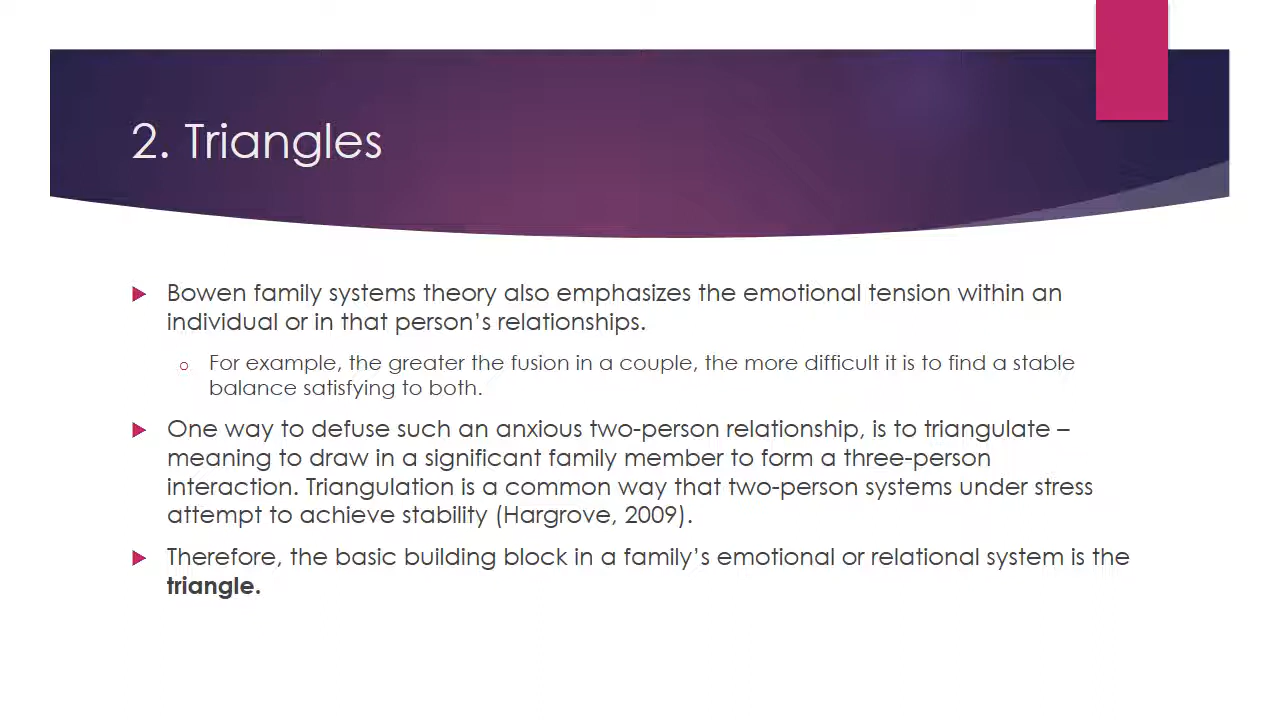 2. Triangles
Bowen family systems theory also emphasizes the emotional tension within an
individual or in that person’s relationships.
For example, the greater the fusion in a couple, the more difficult it is to find a stable
balance satisfying to both.
One way to defuse such an anxious two-person relationship, is to triangulate –
meaning to draw in a significant family member to form a three-person
interaction. Triangulation is a common way that two-person systems under stress
attempt to achieve stability (Hargrove, 2009).
Therefore, the basic building block in a family’s emotional or relational system is the
triangle.